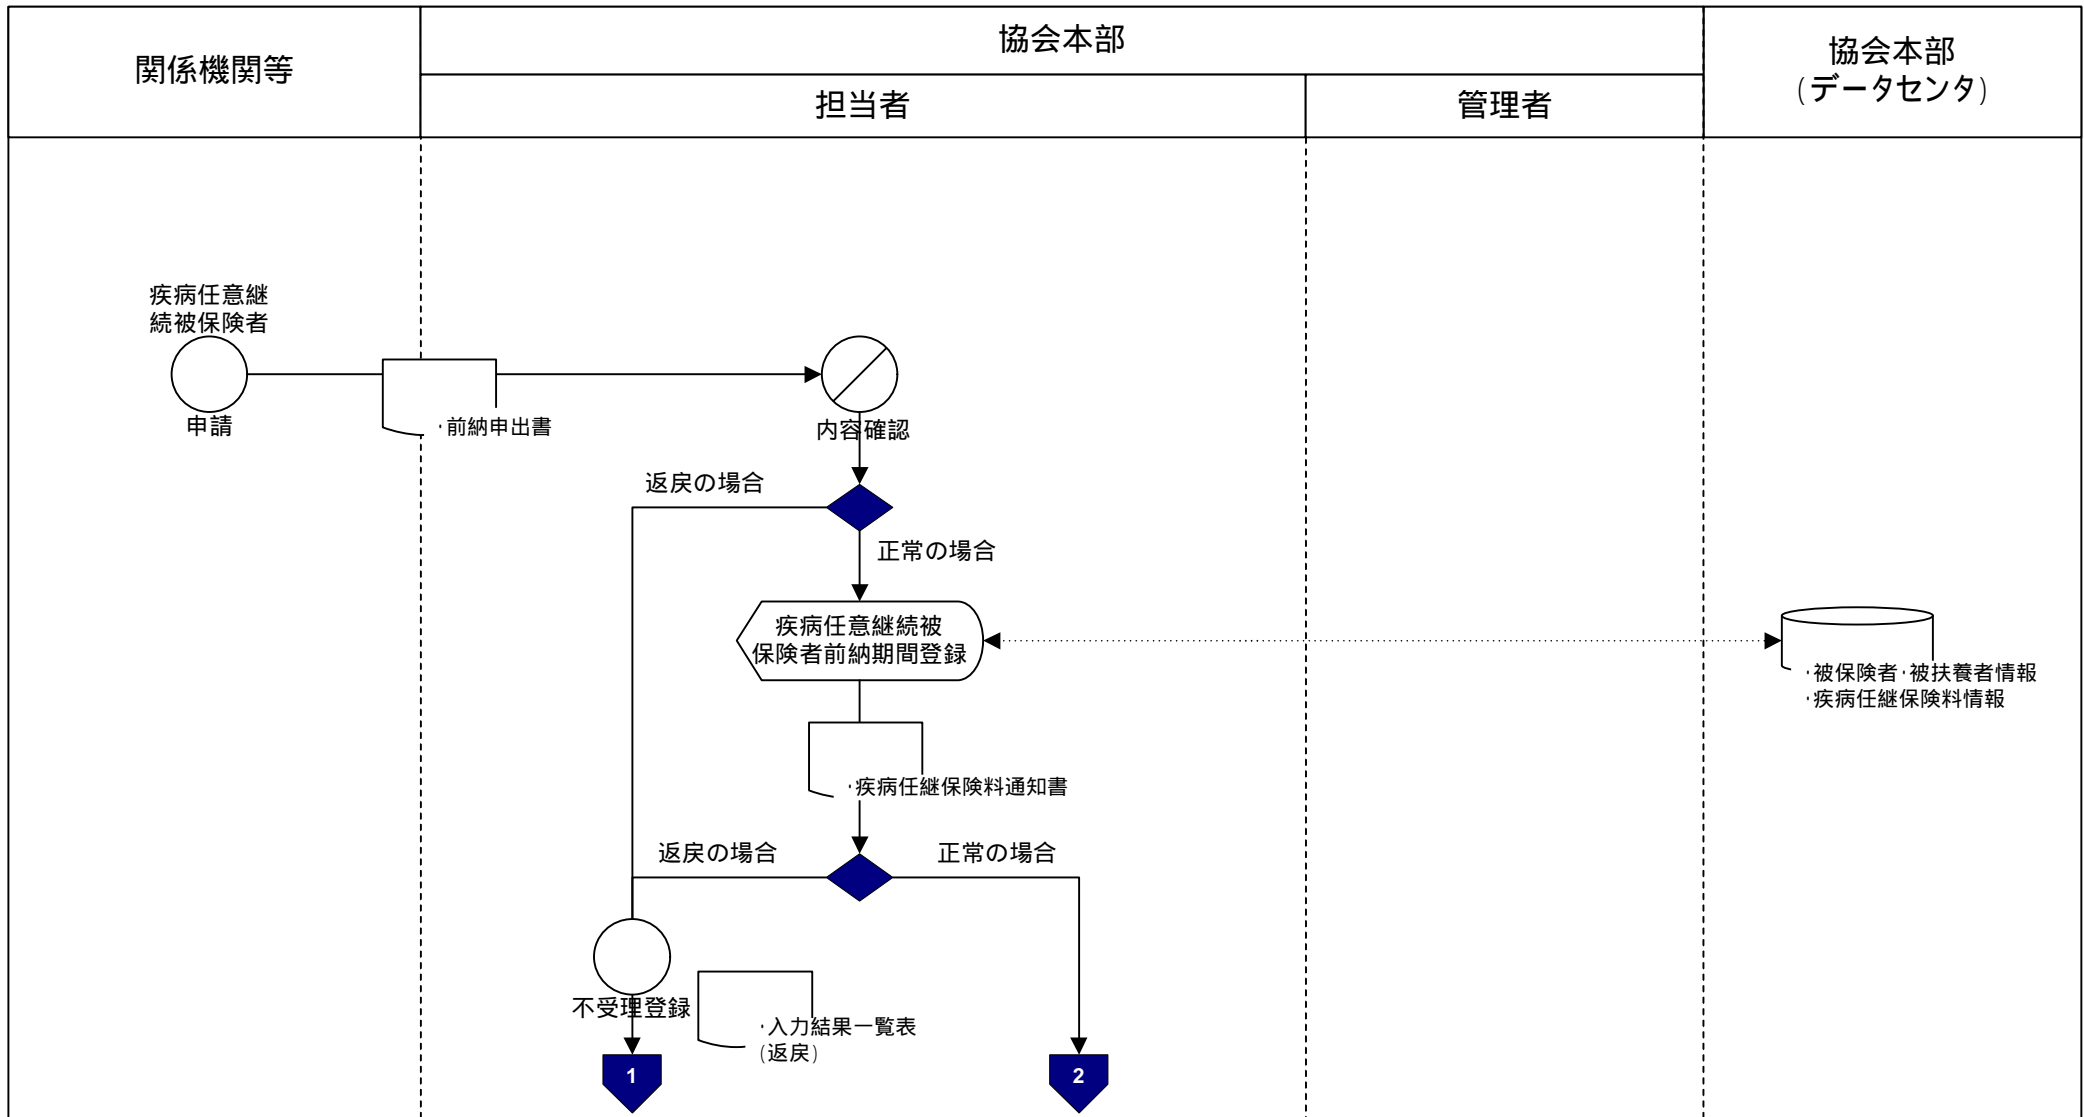 関係機関等
協会本部
担当者
管理者
協会本部
(データセンタ)
疾病任意継
続被保険者
申請
・前納申出書
内容確認
返戻の場合
正常の場合
疾病任意継続被
保険者前納期間登録
・被保険者・被扶養者情報
・疾病任継保険料情報
・疾病任継保険料通知書
返戻の場合
正常の場合
不受理登録
・入力結果一覧表
(返戻)
1
2